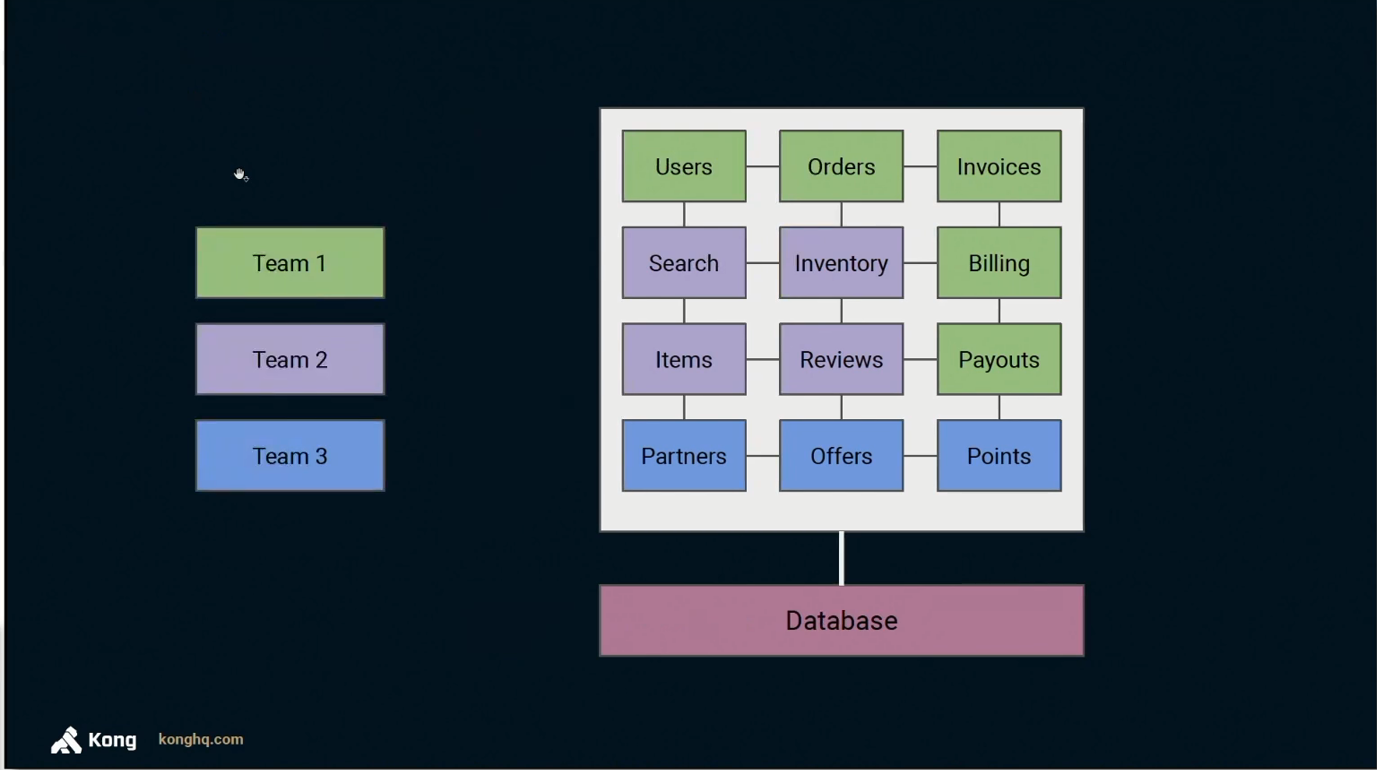 Users
Orders
Invoices
Team 1
Search
Inventory
Billing
Team 2
Items
Reviews
Payouts
Team 3
Partners
Offers
Points
Database
Kong
konghq.com